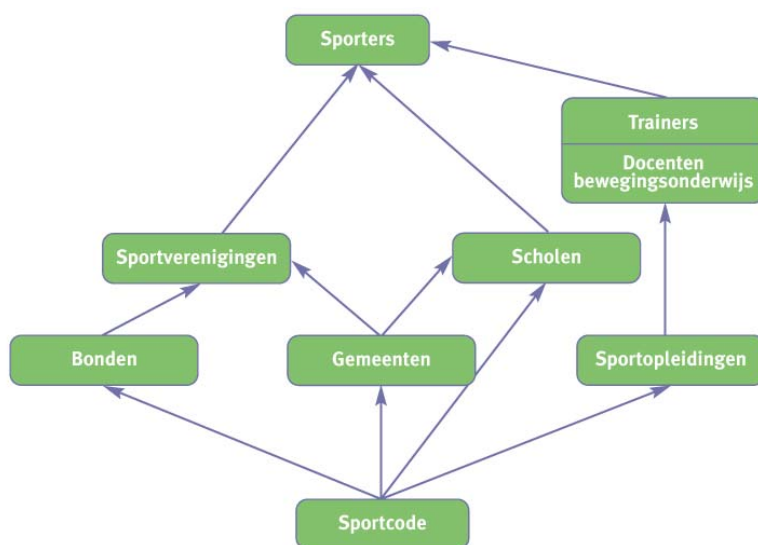 Sporters
Trainers
Docenten
bewegingsonderwijs
Sportverenigingen
Scholen
Bonden
Gemeenten
Sportopleidingen
Sportcode